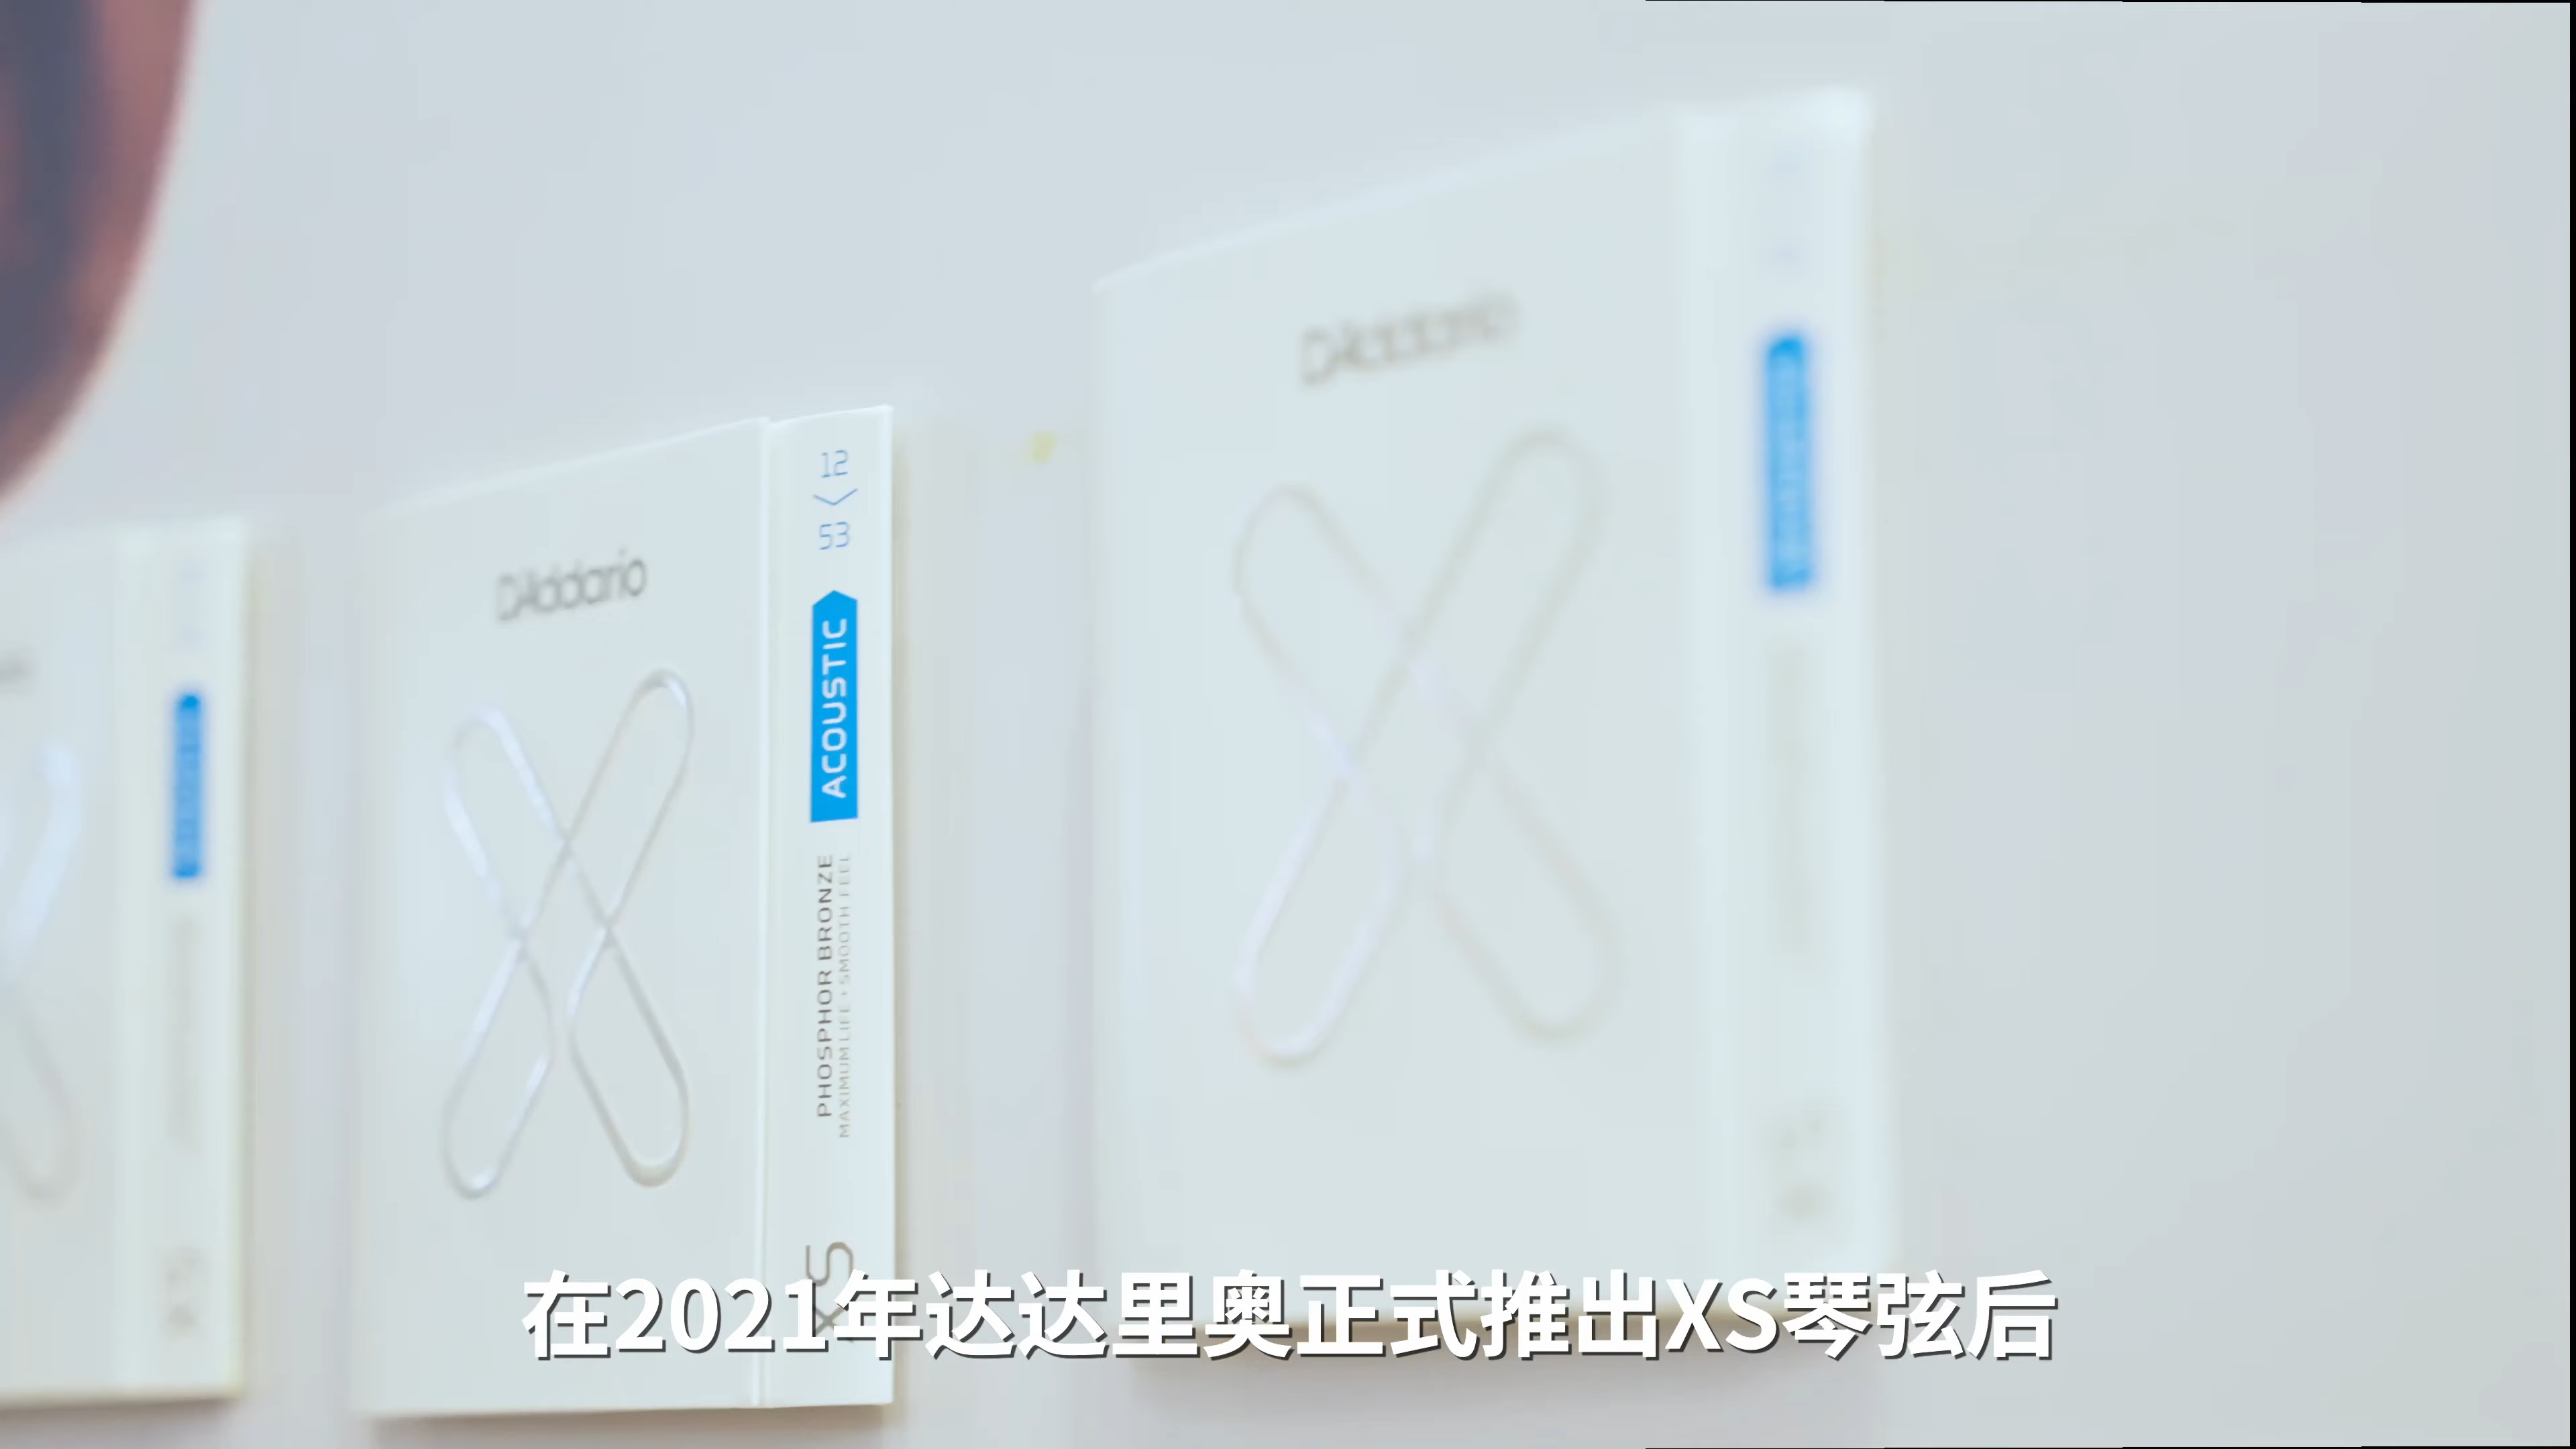 D'Addario
D'Addario
12
53
ACOUSTIC
PHOSPHOR BRONZE
MAXIMUM LIFE • SMOOTH FEEL
XS
在2021年达达里奥正式推出XS琴弦后